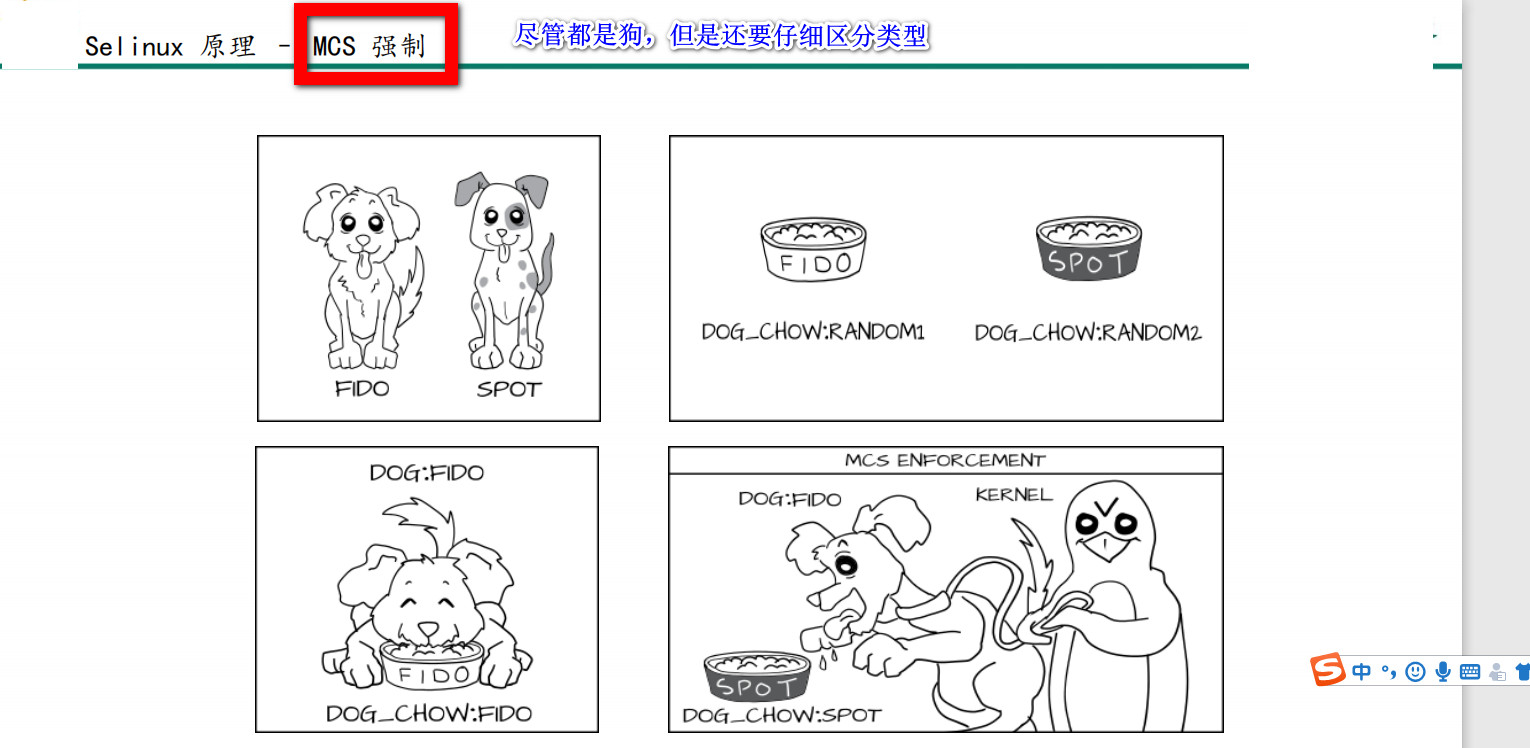 Selinux 原理 - MCS 强制
尽管都是狗，但是还要仔细区分类型
FIDO
SPOT
FIDO
SPOT
DOG_CHOW:RANDOM1
DOG_CHOW:RANDOM2
DOG:FIDO
FIDO
DOG_CHOW:FIDO
MCS ENFORCEMENT
DOG:FIDO
KERNEL
SPOT
DOG_CHOW:SPOT
S 中 °,